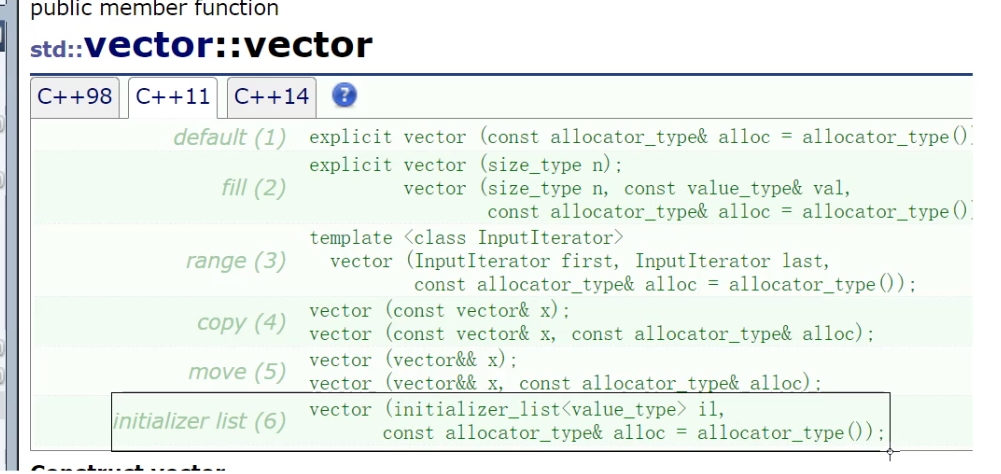 public member function
std::vector::vector
C++98 C++11 C++14 ?
default (1) explicit vector (const allocator_type& alloc = allocator_type()
fill (2) explicit vector (size_type n);
vector (size_type n, const value_type& val,
const allocator_type& alloc = allocator_type()
range (3) template <class InputIterator>
vector (InputIterator first, InputIterator last,
const allocator_type& alloc = allocator_type());
copy (4) vector (const vector& x);
vector (const vector& x, const allocator_type& alloc);
move (5) vector (vector&& x);
vector (vector&& x, const allocator_type& alloc);
initializer list (6) vector (initializer_list<value_type> il,
const allocator_type& alloc = allocator_type());
Construct vector